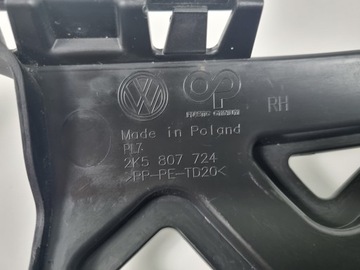 RH
Made in Poland
PL7
2K5 807 724
>PP-PE-TD20<